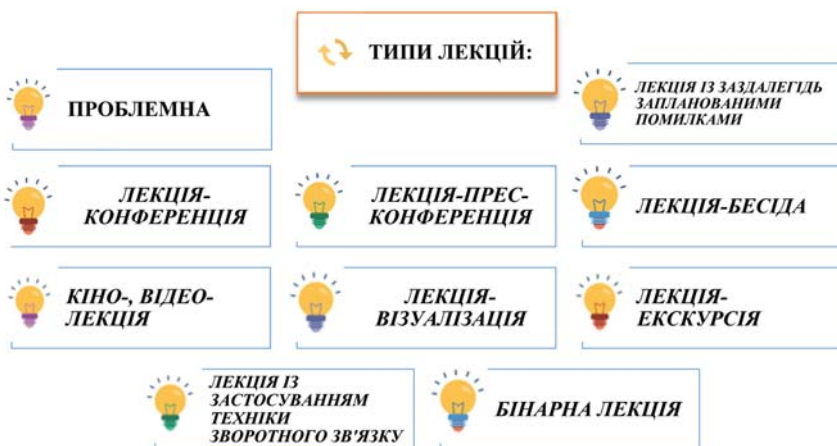 ТИПИ ЛЕКЦІЙ:
ПРОБЛЕМНА
ЛЕКЦІЯ ІЗ ЗАЗДАЛЕГІДЬ
ЗАПЛАНОВАНИМИ
ПОМИЛКАМИ
ЛЕКЦІЯ-
КОНФЕРЕНЦІЯ
ЛЕКЦІЯ-ПРЕС-
КОНФЕРЕНЦІЯ
ЛЕКЦІЯ-БЕСІДА
КІНО-, ВІДЕО-
ЛЕКЦІЯ
ЛЕКЦІЯ-
ВІЗУАЛІЗАЦІЯ
ЛЕКЦІЯ-
ЕКСКУРСІЯ
ЛЕКЦІЯ ІЗ
ЗАСТОСУВАННЯМ
ТЕХНІКИ
ЗВОРОТНОГО ЗВ'ЯЗКУ
БІНАРНА ЛЕКЦІЯ